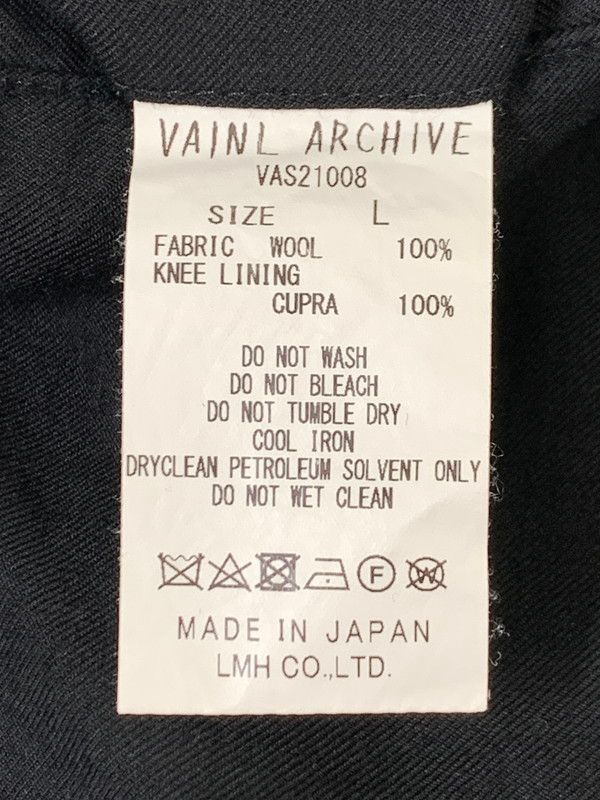 VAINL ARCHIVE
VAS21008
SIZE L
FABRIC WOOL 100%
KNEE LINING
CUPRA 100%
DO NOT WASH
DO NOT BLEACH
DO NOT TUMBLE DRY
COOL IRON
DRYCLEAN PETROLEUM SOLVENT ONLY
DO NOT WET CLEAN
F W
MADE IN JAPAN
LMH CO.,LTD.